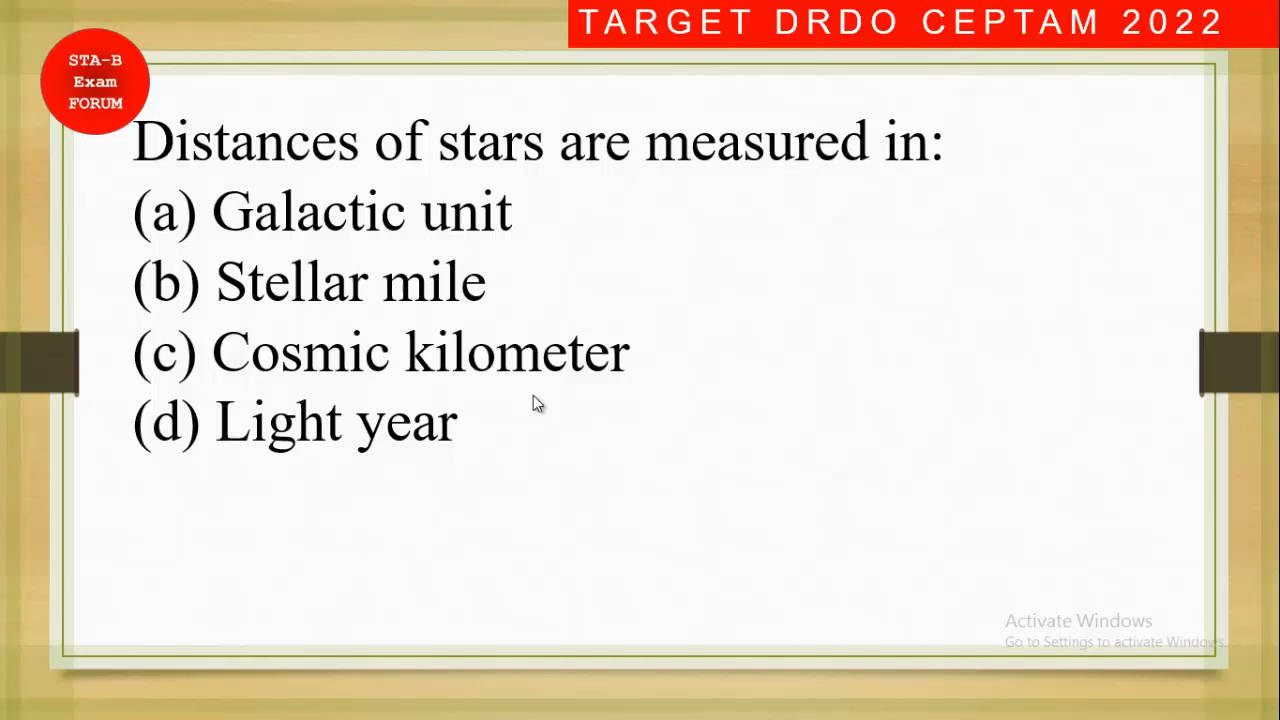 TARGET DRDO CEPTAM 2022
STA-B
Exam
FORUM
Distances of stars are measured in:
(a) Galactic unit
(b) Stellar mile
(c) Cosmic kilometer
(d) Light year
Activate Windows
Go to Settings to activate Windows.